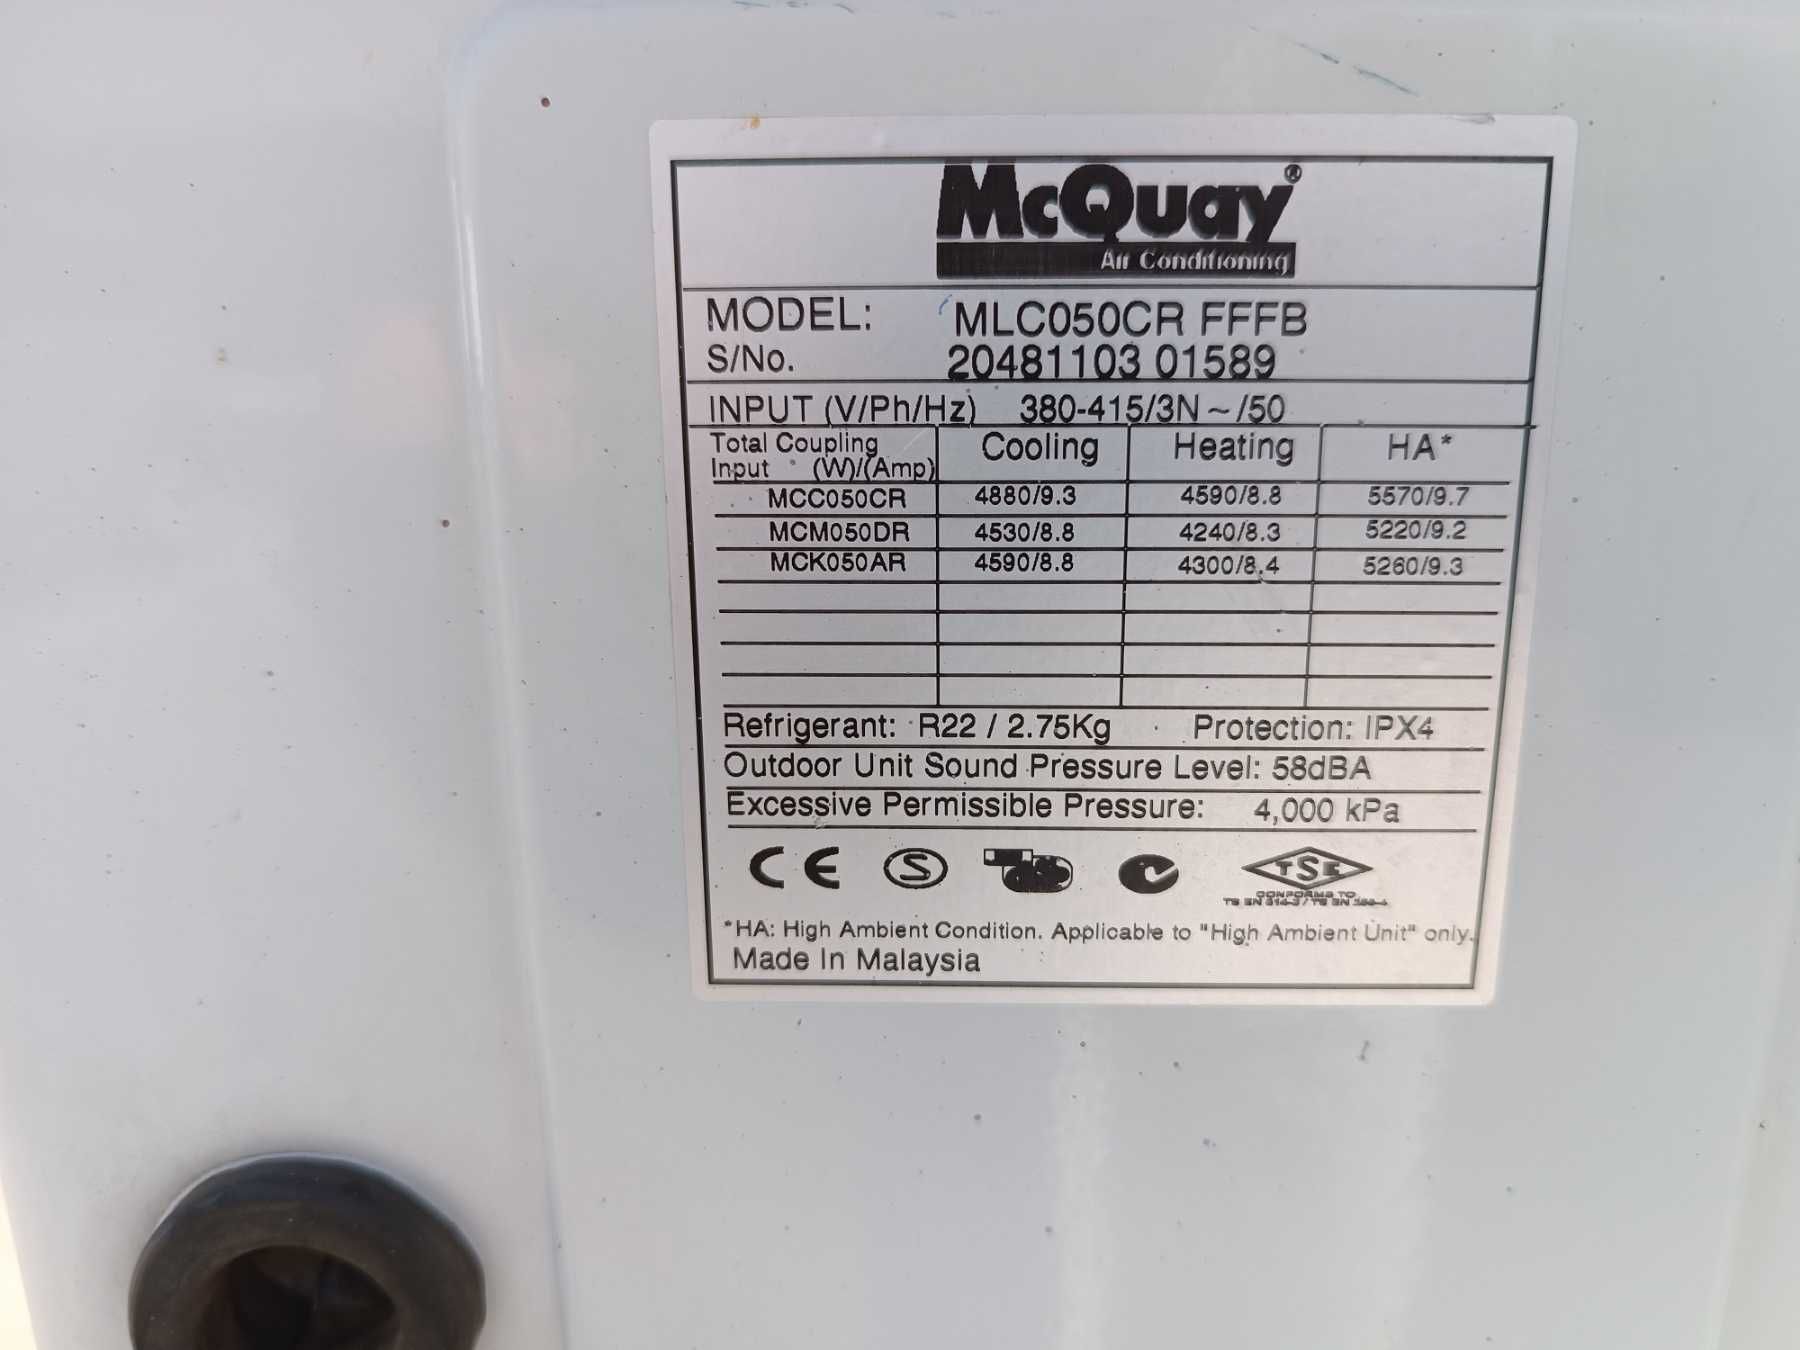 McQuay®
Air Conditioning
MODEL: MLC050CR FFFB
S/No. 20481103 01589
INPUT (V/Ph/Hz) 380-415/3N ~ /50
Total Coupling Input (W)/(Amp) Cooling Heating HA*
MCC050CR 4880/9.3 4590/8.8 5570/9.7
MCM050DR 4530/8.8 4240/8.3 5220/9.2
MCK050AR 4590/8.8 4300/8.4 5260/9.3
Refrigerant: R22 / 2.75Kg Protection: IPX4
Outdoor Unit Sound Pressure Level: 58dBA
Excessive Permissible Pressure: 4,000 kPa
CE S TSE
CONFORMS TO
*HA: High Ambient Condition. Applicable to "High Ambient Unit" only.
Made In Malaysia